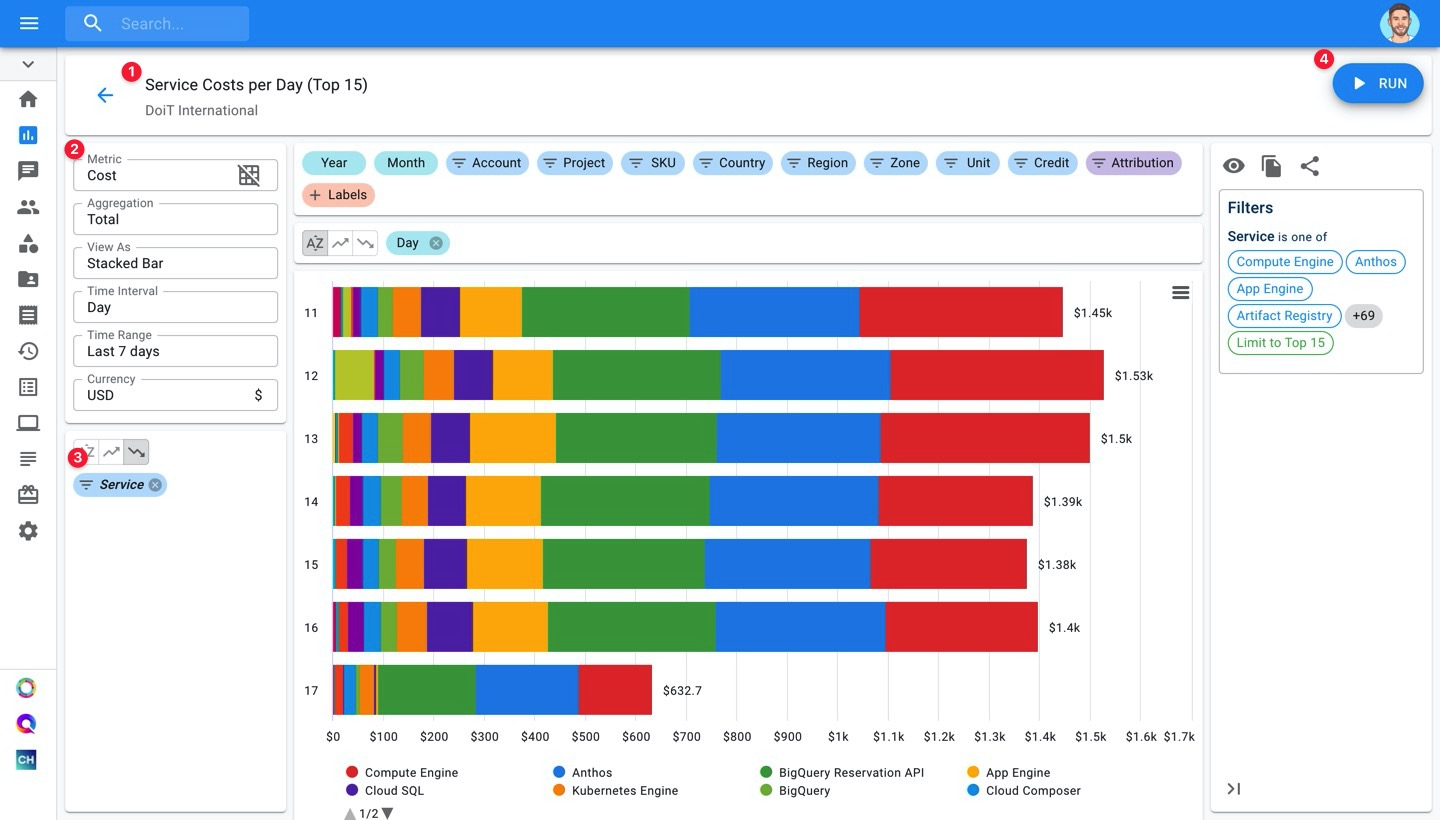 Search...
1
Service Costs per Day (Top 15)
DoiT International
4
RUN
2
Metric
Cost
Aggregation
Total
View As
Stacked Bar
Time Interval
Day
Time Range
Last 7 days
Currency
USD $
3
Service
Year Month Account Project SKU Country Region Zone Unit Credit Attribution
+ Labels
AZ Day
11 $1.45k
12 $1.53k
13 $1.5k
14 $1.39k
15 $1.38k
16 $1.4k
17 $632.7
$0 $100 $200 $300 $400 $500 $600 $700 $800 $900 $1k $1.1k $1.2k $1.3k $1.4k $1.5k $1.6k $1.7k
Compute Engine Anthos BigQuery Reservation API App Engine
Cloud SQL Kubernetes Engine BigQuery Cloud Composer
1/2
Filters
Service is one of
Compute Engine Anthos
App Engine
Artifact Registry +69
Limit to Top 15
CH